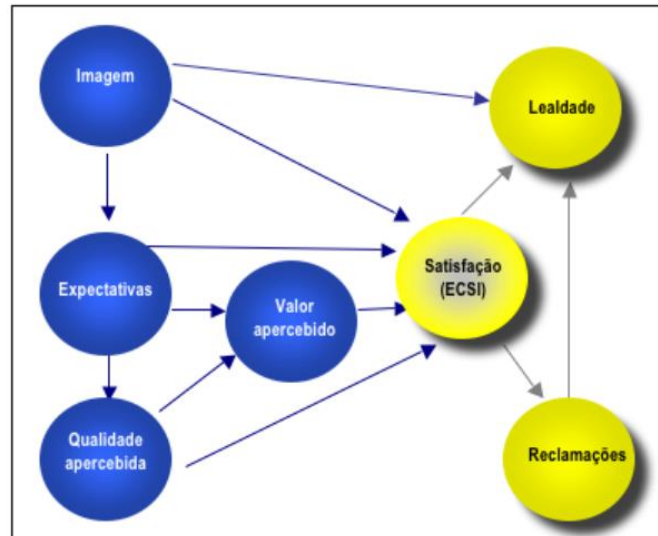 Imagem
Lealdade
Expectativas
Valor
apercebido
Satisfação
(ECSI)
Qualidade
apercebida
Reclamações